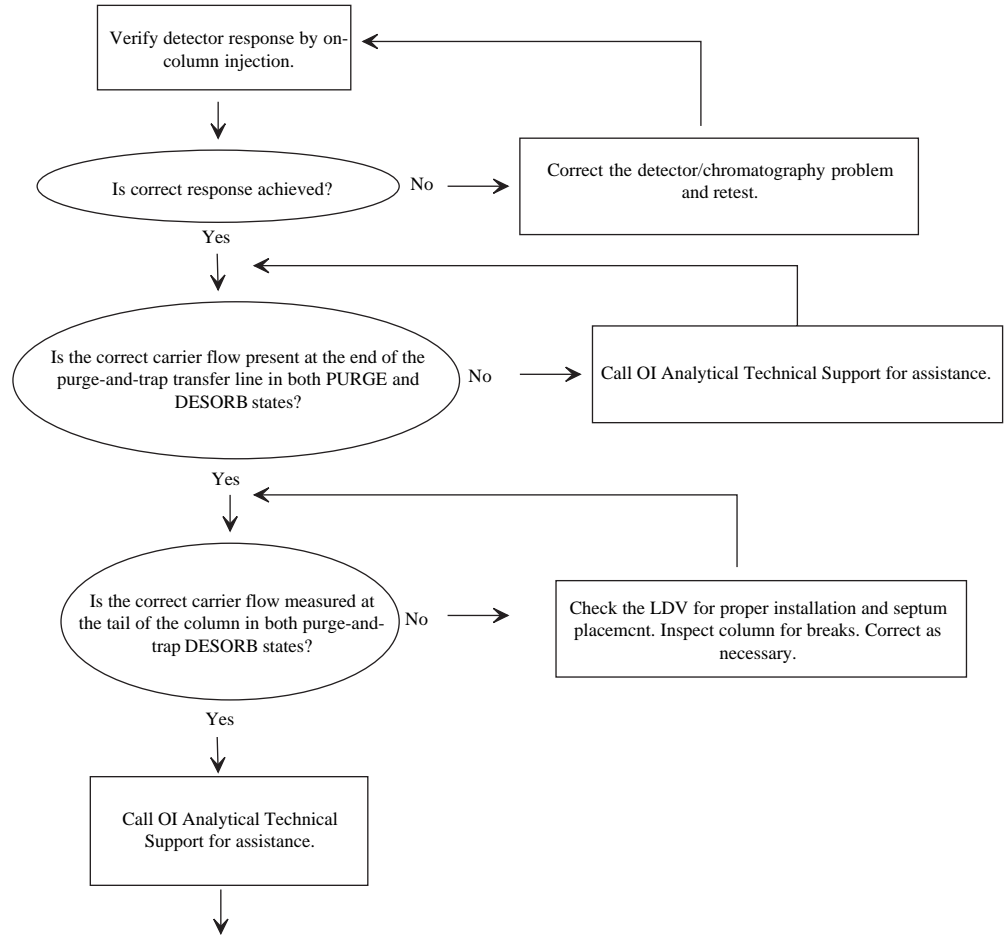 Verify detector response by on-
column injection.
Is correct response achieved?
No
Correct the detector/chromatography problem
and retest.
Yes
Is the correct carrier flow present at the end of the
purge-and-trap transfer line in both PURGE and
DESORB states?
No
Call OI Analytical Technical Support for assistance.
Yes
Is the correct carrier flow measured at
the tail of the column in both purge-and-
trap DESORB states?
No
Check the LDV for proper installation and septum
placement. Inspect column for breaks. Correct as
necessary.
Yes
Call OI Analytical Technical
Support for assistance.